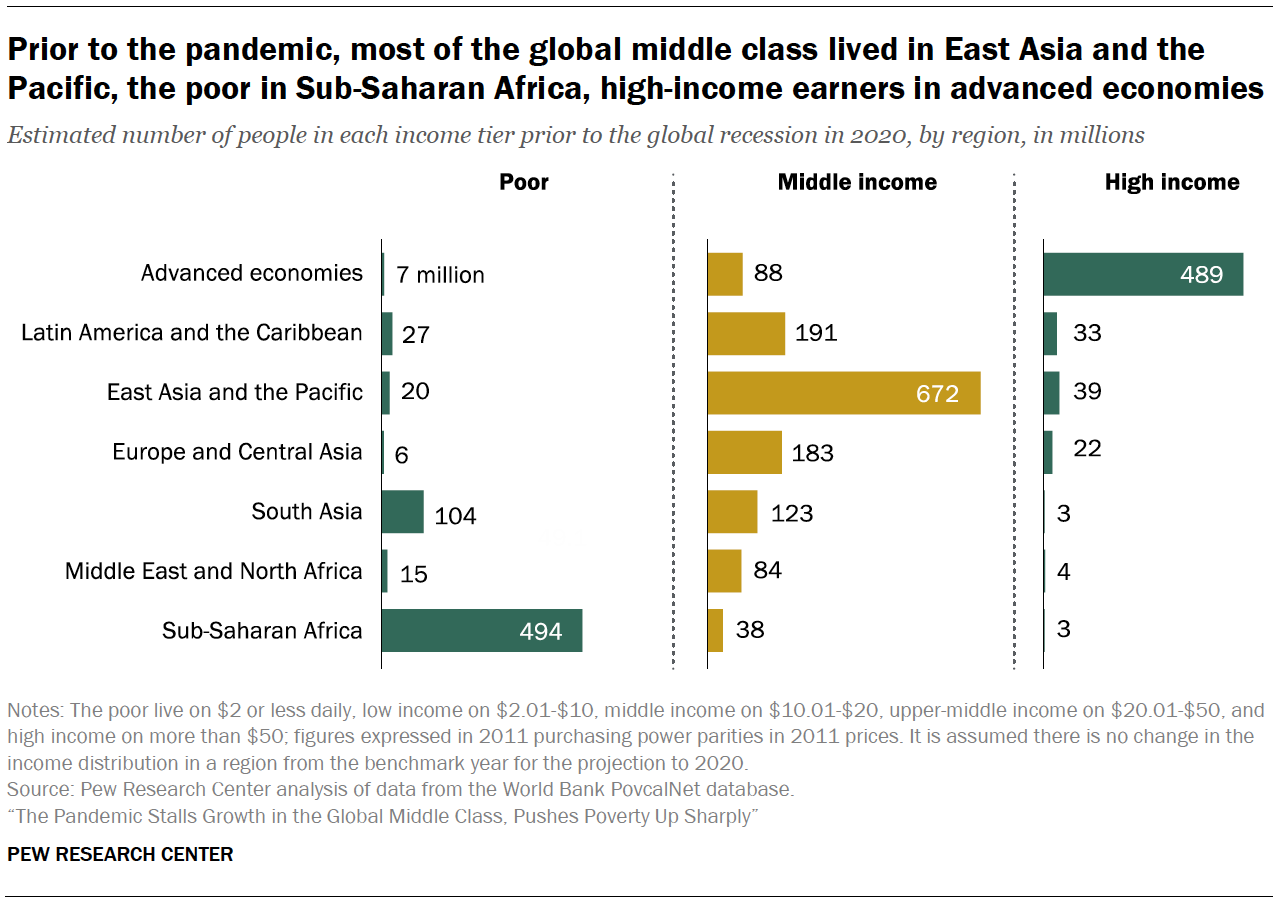 Prior to the pandemic, most of the global middle class lived in East Asia and the
Pacific, the poor in Sub-Saharan Africa, high-income earners in advanced economies
Estimated number of people in each income tier prior to the global recession in 2020, by region, in millions
Poor Middle income High income
Advanced economies 7 million 88 489
Latin America and the Caribbean 27 191 33
East Asia and the Pacific 20 672 39
Europe and Central Asia 6 183 22
South Asia 104 123 3
Middle East and North Africa 15 84 4
Sub-Saharan Africa 494 38 3
Notes: The poor live on $2 or less daily, low income on $2.01-$10, middle income on $10.01-$20, upper-middle income on $20.01-$50, and
high income on more than $50; figures expressed in 2011 purchasing power parities in 2011 prices. It is assumed there is no change in the
income distribution in a region from the benchmark year for the projection to 2020.
Source: Pew Research Center analysis of data from the World Bank PovcalNet database.
“The Pandemic Stalls Growth in the Global Middle Class, Pushes Poverty Up Sharply”
PEW RESEARCH CENTER